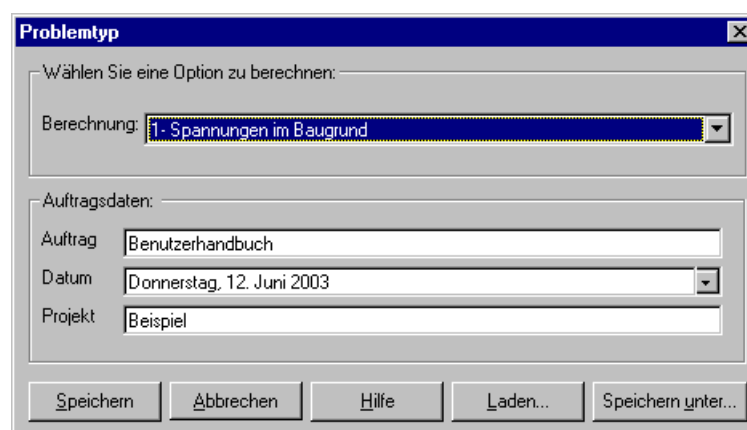 Problemtyp
Wählen Sie eine Option zu berechnen:
Berechnung: 1- Spannungen im Baugrund
Auftragsdaten:
Auftrag Benutzerhandbuch
Datum Donnerstag, 12. Juni 2003
Projekt Beispiel
Speichern Abbrechen Hilfe Laden... Speichern unter...